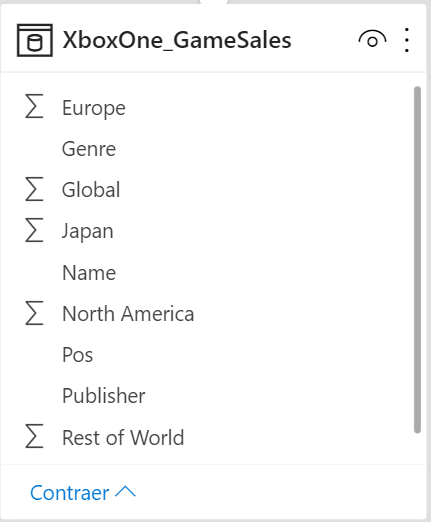 XboxOne_GameSales
Europe
Genre
Global
Japan
Name
North America
Pos
Publisher
Rest of World
Contraer